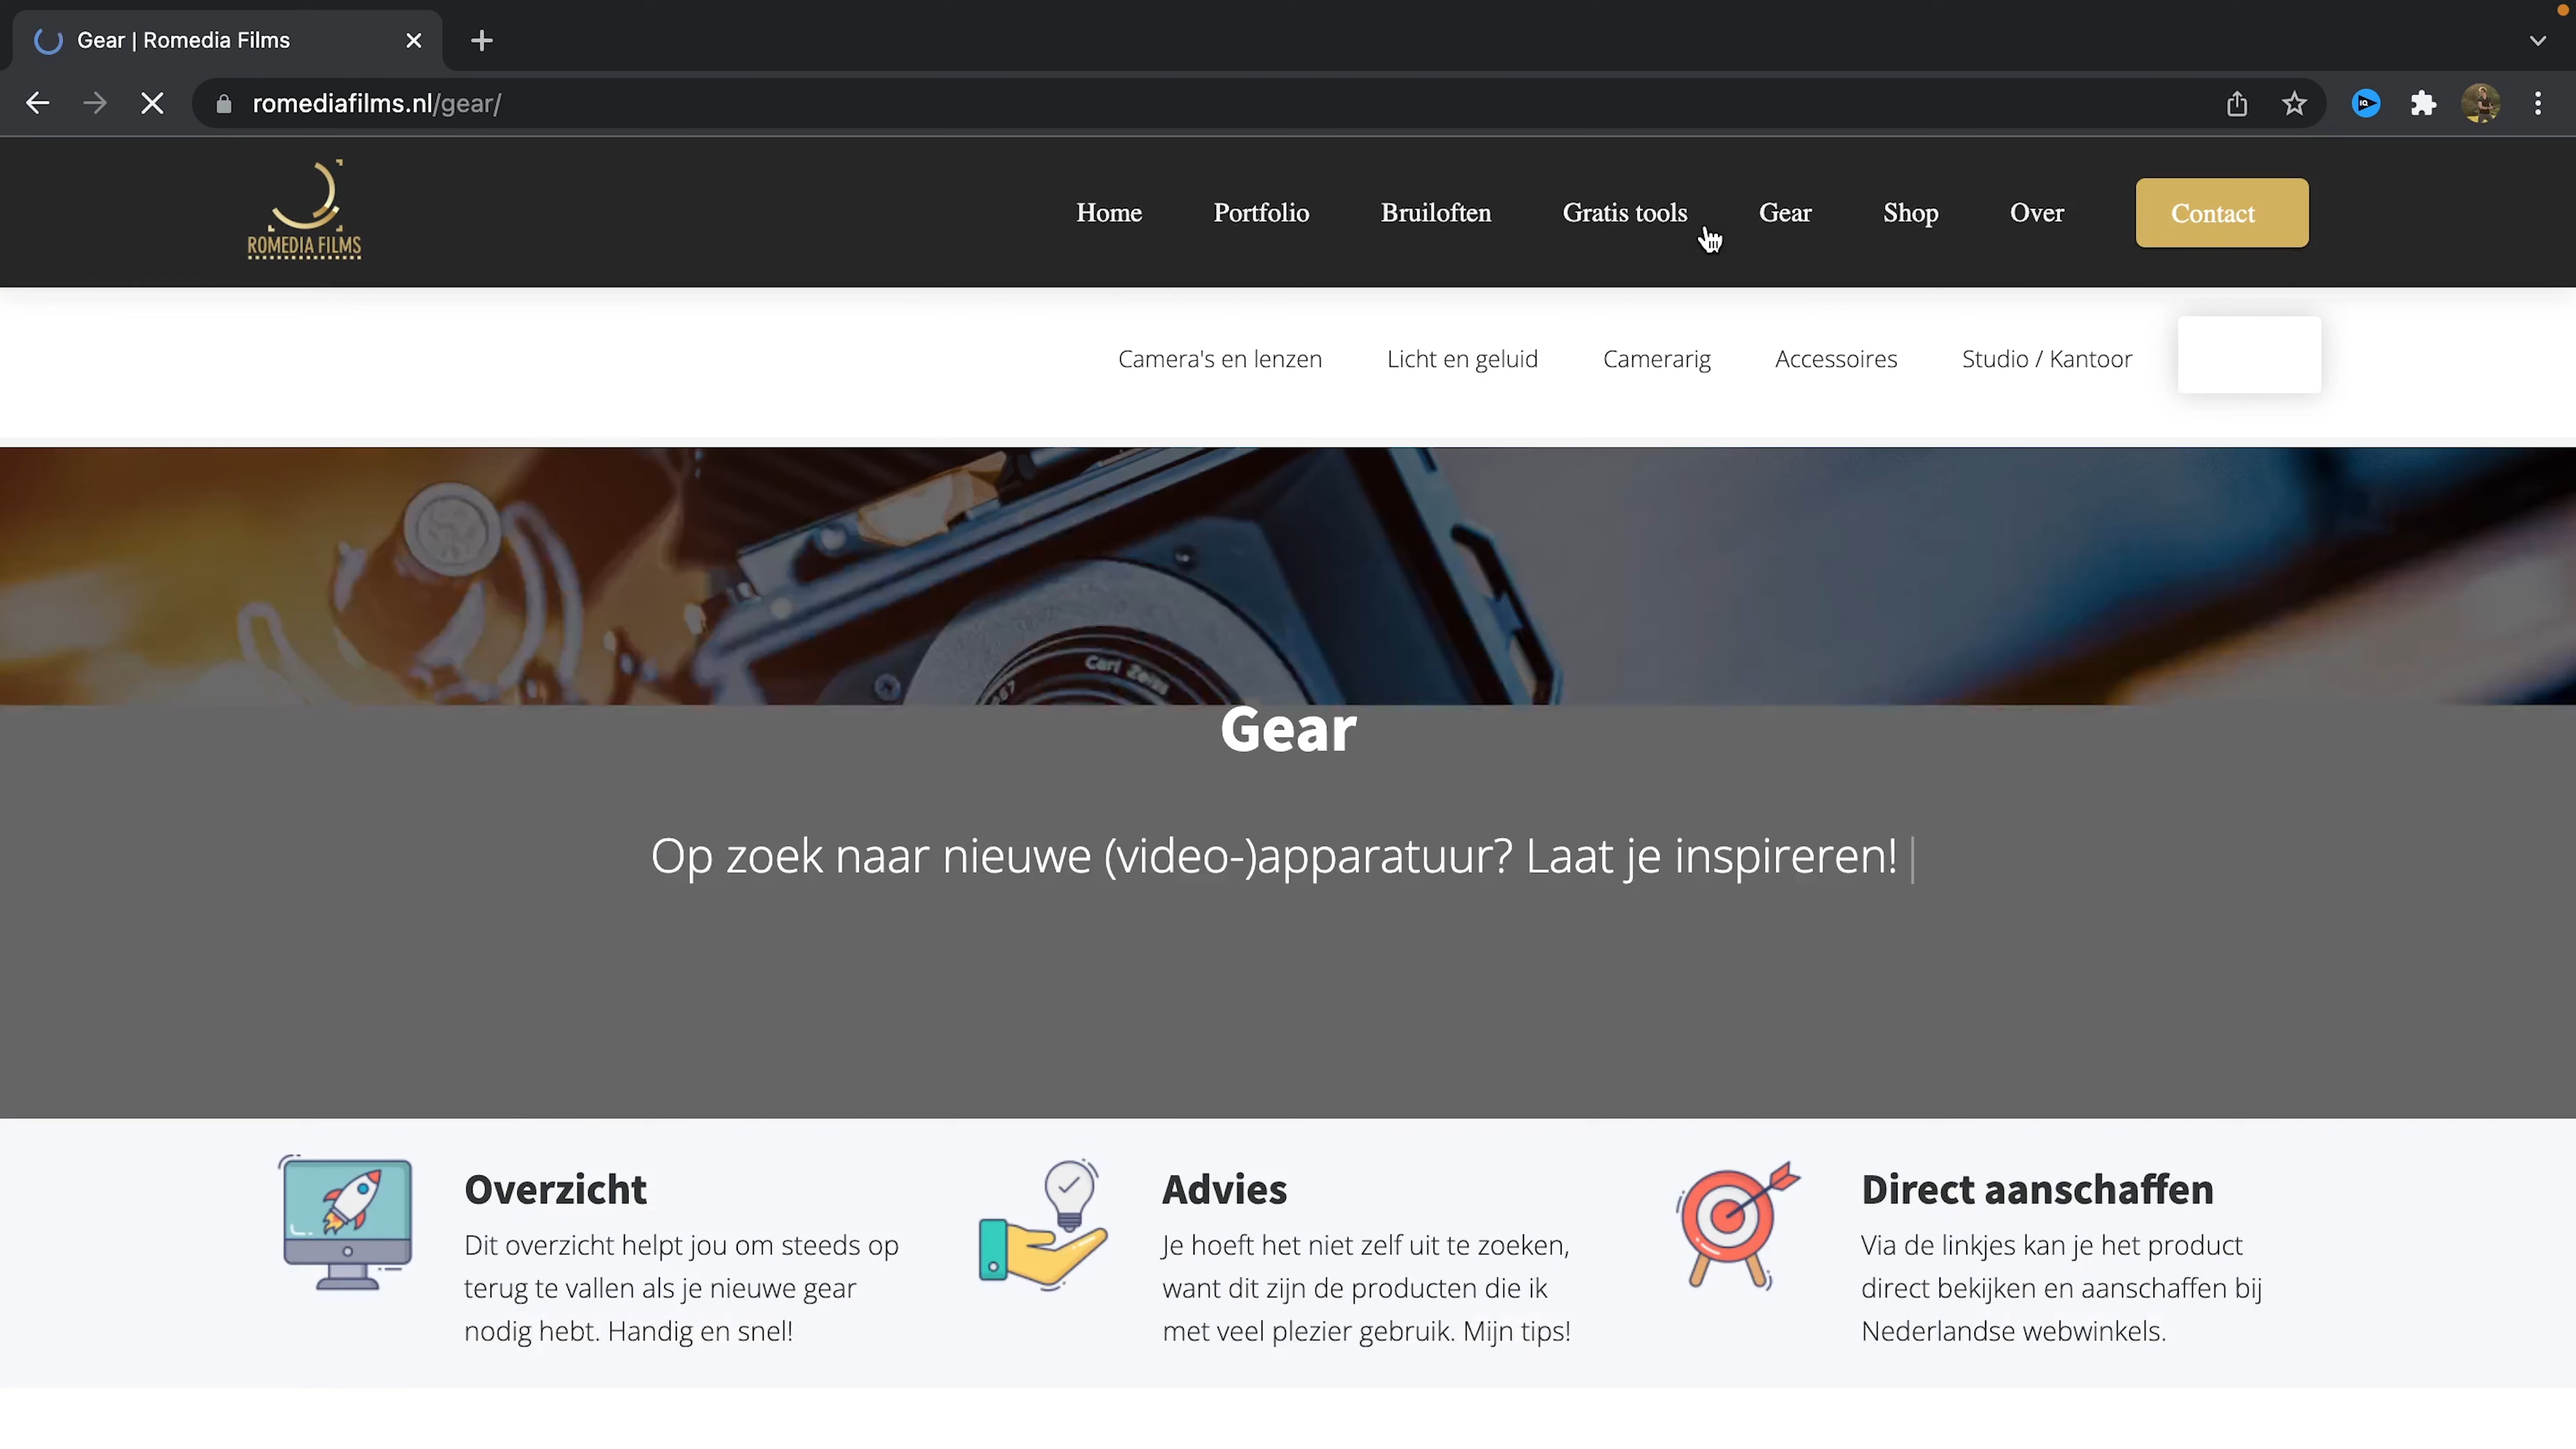 Gear | Romedia Films
romediafilms.nl/gear/
ROMEDIA FILMS
Home Portfolio Bruiloften Gratis tools Gear Shop Over Contact
Camera's en lenzen Licht en geluid Camerarig Accessoires Studio / Kantoor
Carl Zeiss
67
Gear
Op zoek naar nieuwe (video-)apparatuur? Laat je inspireren!
Overzicht
Dit overzicht helpt jou om steeds op
terug te vallen als je nieuwe gear
nodig hebt. Handig en snel!
Advies
Je hoeft het niet zelf uit te zoeken,
want dit zijn de producten die ik
met veel plezier gebruik. Mijn tips!
Direct aanschaffen
Via de linkjes kan je het product
direct bekijken en aanschaffen bij
Nederlandse webwinkels.